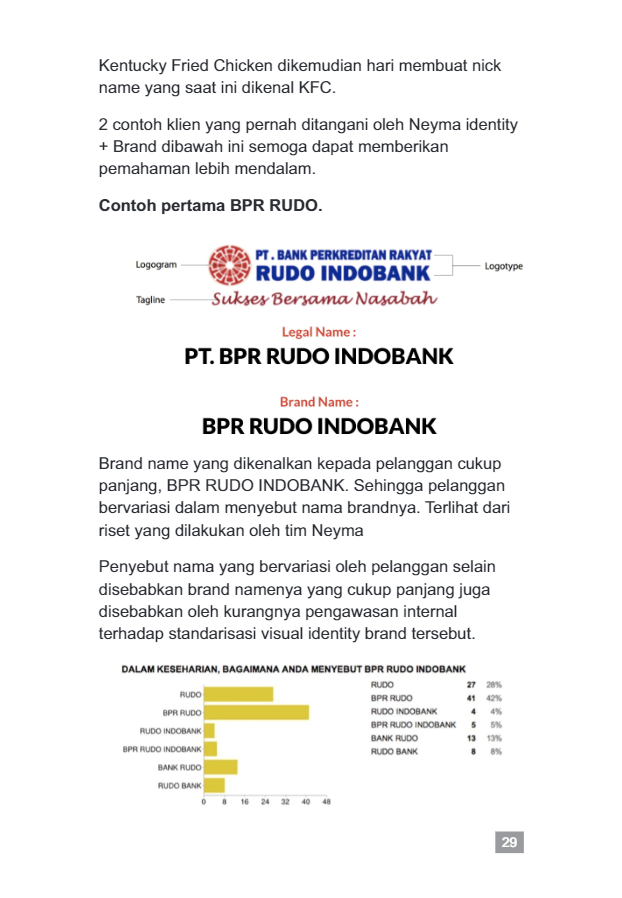 Kentucky Fried Chicken dikemudian hari membuat nick
name yang saat ini dikenal KFC.
2 contoh klien yang pernah ditangani oleh Neyma identity
+ Brand dibawah ini semoga dapat memberikan
pemahaman lebih mendalam.
Contoh pertama BPR RUDO.
Logogram
PT. BANK PERKREDITAN RAKYAT
RUDO INDOBANK
Logotype
Tagline
Sukses Bersama Nasabah
Legal Name :
PT. BPR RUDO INDOBANK
Brand Name :
BPR RUDO INDOBANK
Brand name yang dikenalkan kepada pelanggan cukup
panjang, BPR RUDO INDOBANK. Sehingga pelanggan
bervariasi dalam menyebut nama brandnya. Terlihat dari
riset yang dilakukan oleh tim Neyma
Penyebut nama yang bervariasi oleh pelanggan selain
disebabkan brand namenya yang cukup panjang juga
disebabkan oleh kurangnya pengawasan internal
terhadap standarisasi visual identity brand tersebut.
DALAM KESEHARIAN, BAGAIMANA ANDA MENYEBUT BPR RUDO INDOBANK
RUDO
BPR RUDO
RUDO INDOBANK
BPR RUDO INDOBANK
BANK RUDO
RUDO BANK
0 8 16 24 32 40 48
RUDO 27 28%
BPR RUDO 41 42%
RUDO INDOBANK 4 4%
BPR RUDO INDOBANK 5 5%
BANK RUDO 13 13%
RUDO BANK 8 8%
29